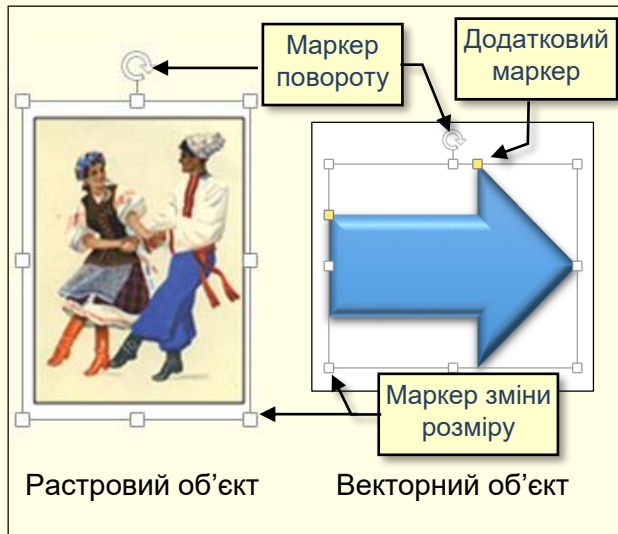 Маркер
повороту
Додатковий
маркер
Маркер зміни
розміру
Растровий об’єкт
Векторний об’єкт